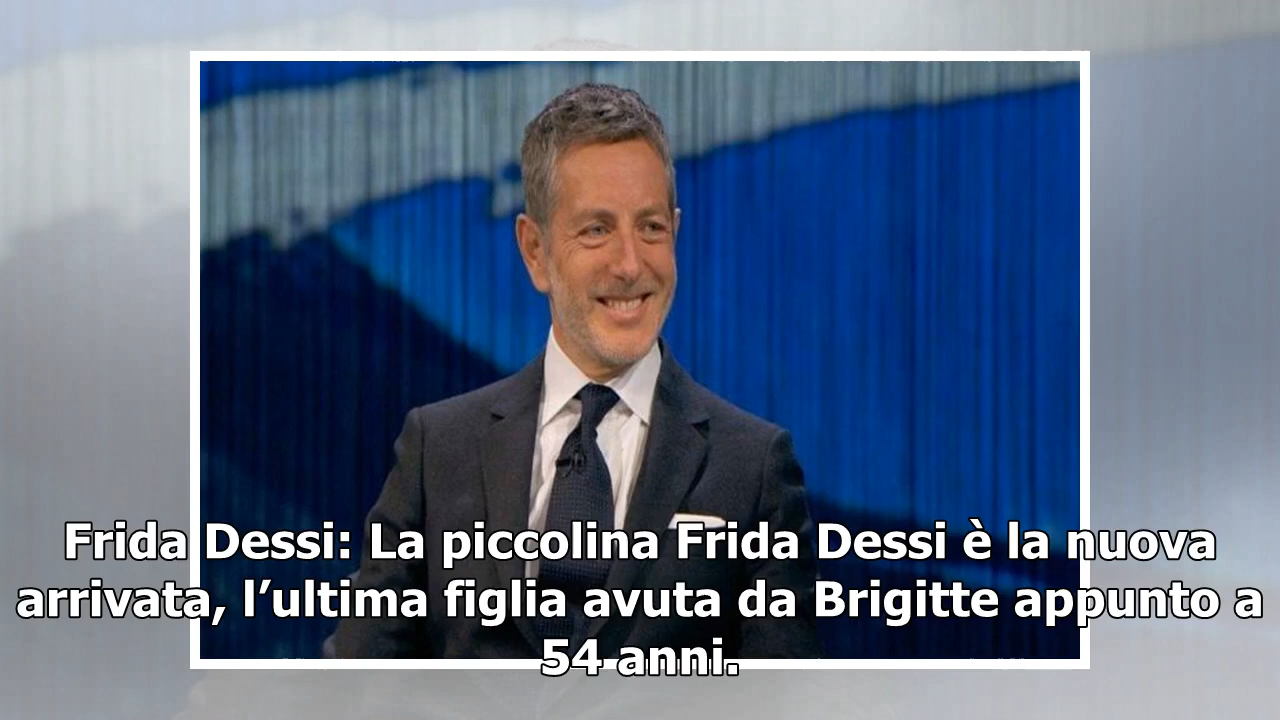 Frida Dessi: La piccolina Frida Dessi è la nuova
arrivata, l’ultima figlia avuta da Brigitte appunto a
54 anni.